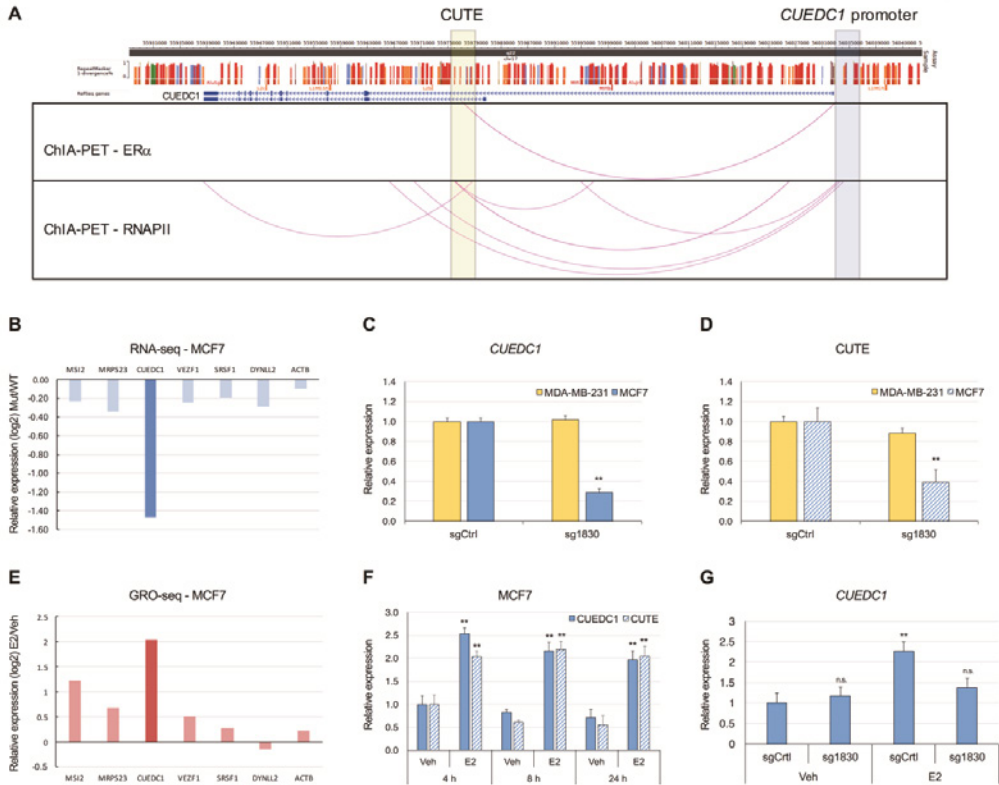 A
CUTE
CUEDC1 promoter
RefSeq genes
CUEDC1
ChIA-PET - ERα
ChIA-PET - RNAPII
B
RNA-seq - MCF7
MSI2 MRPS23 CUEDC1 VEZF1 SRSF1 DYNLL2 ACTB
Relative expression (log2) Mut/WT
0.00
-0.20
-0.40
-0.60
-0.80
-1.00
-1.20
-1.40
-1.60
C
CUEDC1
MDA-MB-231 MCF7
Relative expression
1.4
1.2
1.0
0.8
0.6
0.4
0.2
0.0
**
sgCtrl sg1830
D
CUTE
MDA-MB-231 MCF7
Relative expression
1.4
1.2
1.0
0.8
0.6
0.4
0.2
0.0
**
sgCtrl sg1830
E
GRO-seq - MCF7
Relative expression (log2) E2/Veh
2.5
2
1.5
1
0.5
0
-0.5
MSI2 MRPS23 CUEDC1 VEZF1 SRSF1 DYNLL2 ACTB
F
MCF7
CUEDC1 CUTE
Relative expression
3.0
2.5
2.0
1.5
1.0
0.5
0.0
** ** ** ** ** **
Veh E2 Veh E2 Veh E2
4 h 8 h 24 h
G
CUEDC1
Relative expression
3
2.5
2
1.5
1
0.5
0
n.s. ** n.s.
sgCrtl sg1830 sgCrtl sg1830
Veh E2